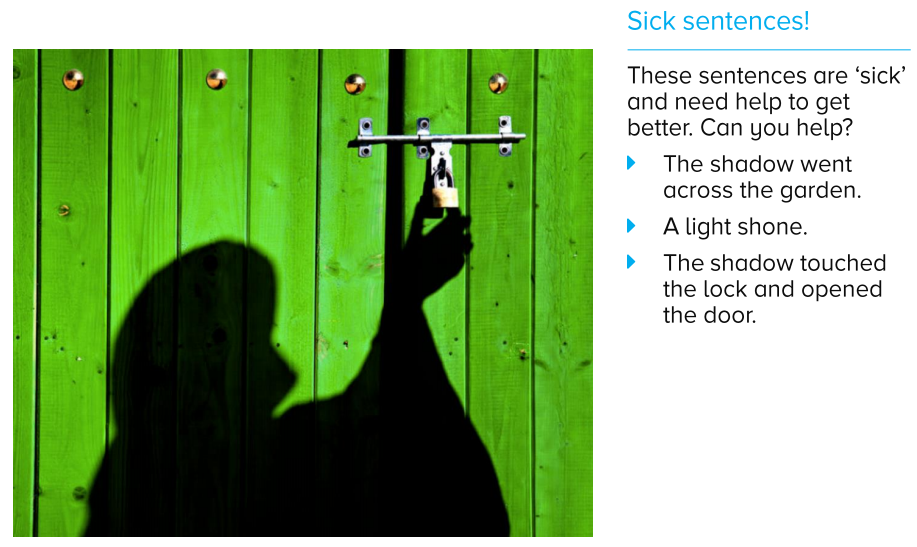 Sick sentences!
These sentences are ‘sick’
and need help to get
better. Can you help?
The shadow went
across the garden.
A light shone.
The shadow touched
the lock and opened
the door.